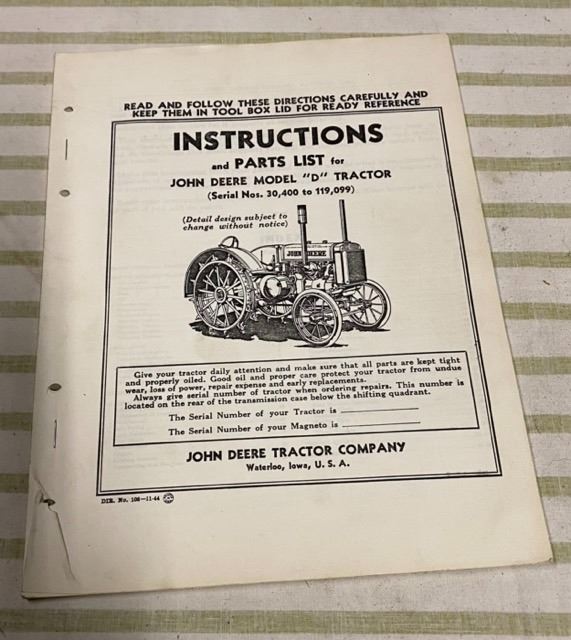 READ AND FOLLOW THESE DIRECTIONS CAREFULLY AND
KEEP THEM IN TOOL BOX LID FOR READY REFERENCE
INSTRUCTIONS
and PARTS LIST for
JOHN DEERE MODEL "D" TRACTOR
(Serial Nos. 30,400 to 119,099)
(Detail design subject to
change without notice)
JOHN DEERE
Give your tractor daily attention and make sure that all parts are kept tight
and properly oiled. Good oil and proper care protect your tractor from undue
wear, loss of power, repair expense and early replacements.
Always give serial number of tractor when ordering repairs. This number is
located on the rear of the transmission case below the shifting quadrant.
The Serial Number of your Tractor is
The Serial Number of your Magneto is
JOHN DEERE TRACTOR COMPANY
Waterloo, Iowa, U. S. A.
DIR. No. 108—11-44